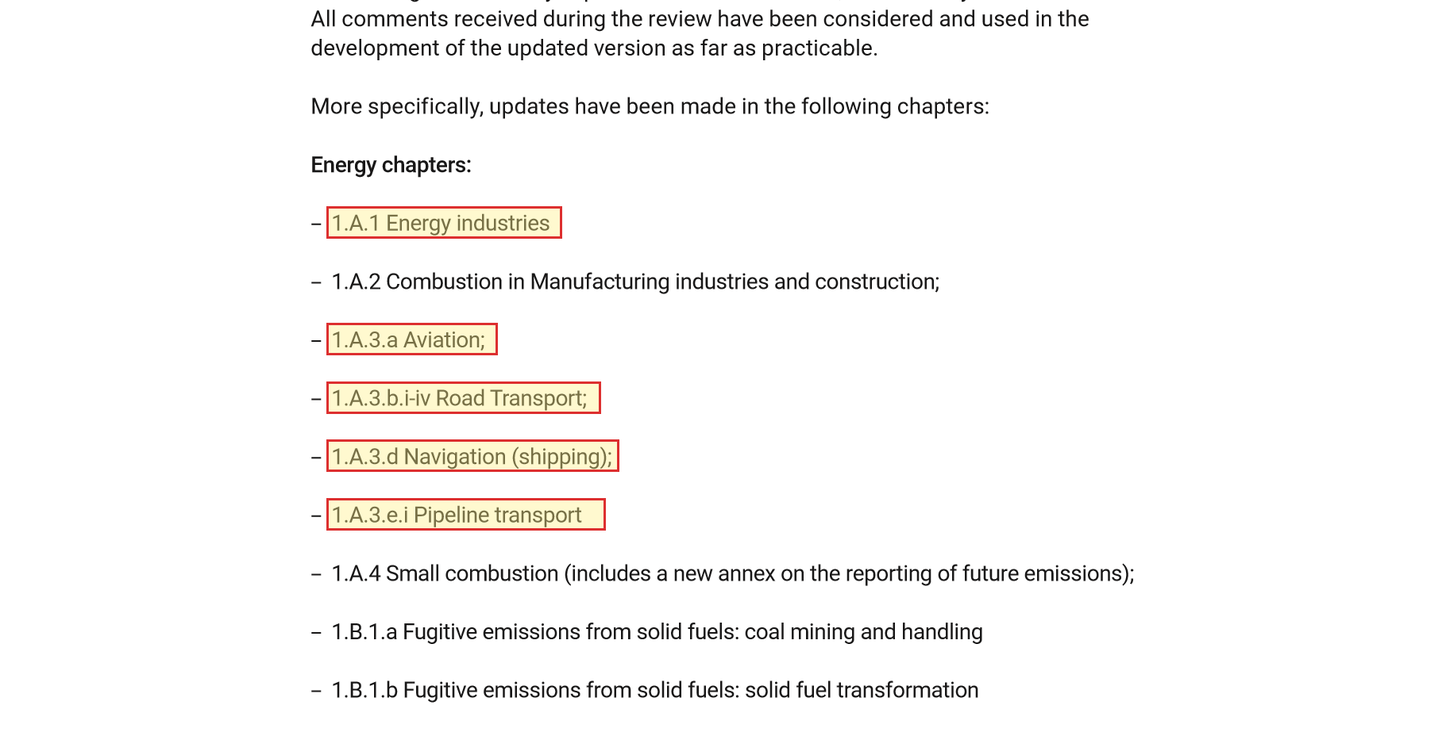 All comments received during the review have been considered and used in the
development of the updated version as far as practicable.
More specifically, updates have been made in the following chapters:
Energy chapters:
– 1.A.1 Energy industries
– 1.A.2 Combustion in Manufacturing industries and construction;
– 1.A.3.a Aviation;
– 1.A.3.b.i-iv Road Transport;
– 1.A.3.d Navigation (shipping);
– 1.A.3.e.i Pipeline transport
– 1.A.4 Small combustion (includes a new annex on the reporting of future emissions);
– 1.B.1.a Fugitive emissions from solid fuels: coal mining and handling
– 1.B.1.b Fugitive emissions from solid fuels: solid fuel transformation